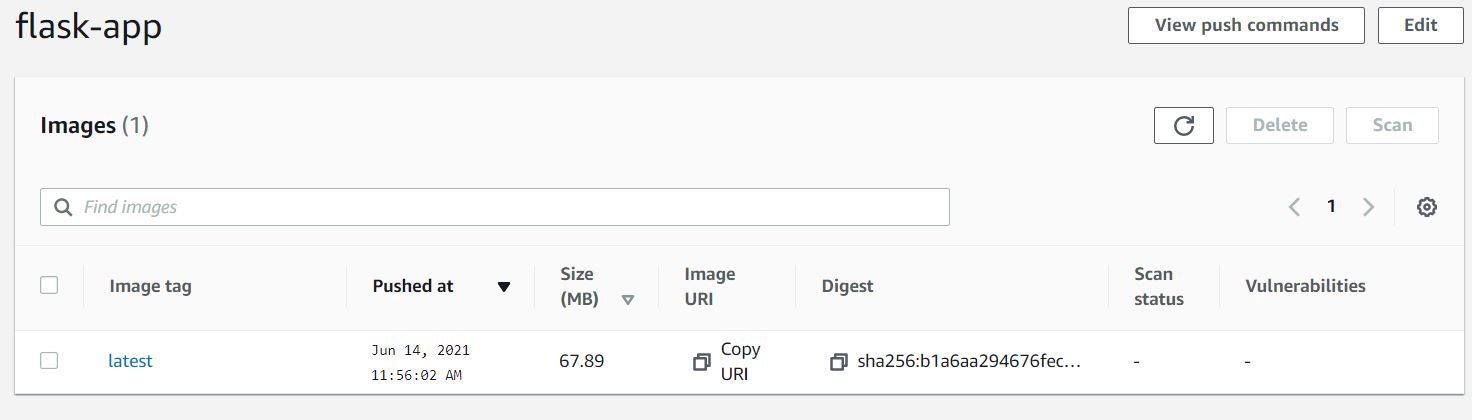 flask-app
View push commands
Edit
Images (1)
Delete
Scan
Find images
1
Image tag
Pushed at
Size
(MB)
Image
URI
Digest
Scan
status
Vulnerabilities
latest
Jun 14, 2021
11:56:02 AM
67.89
Copy
URI
sha256:b1a6aa294676fec...
-
-